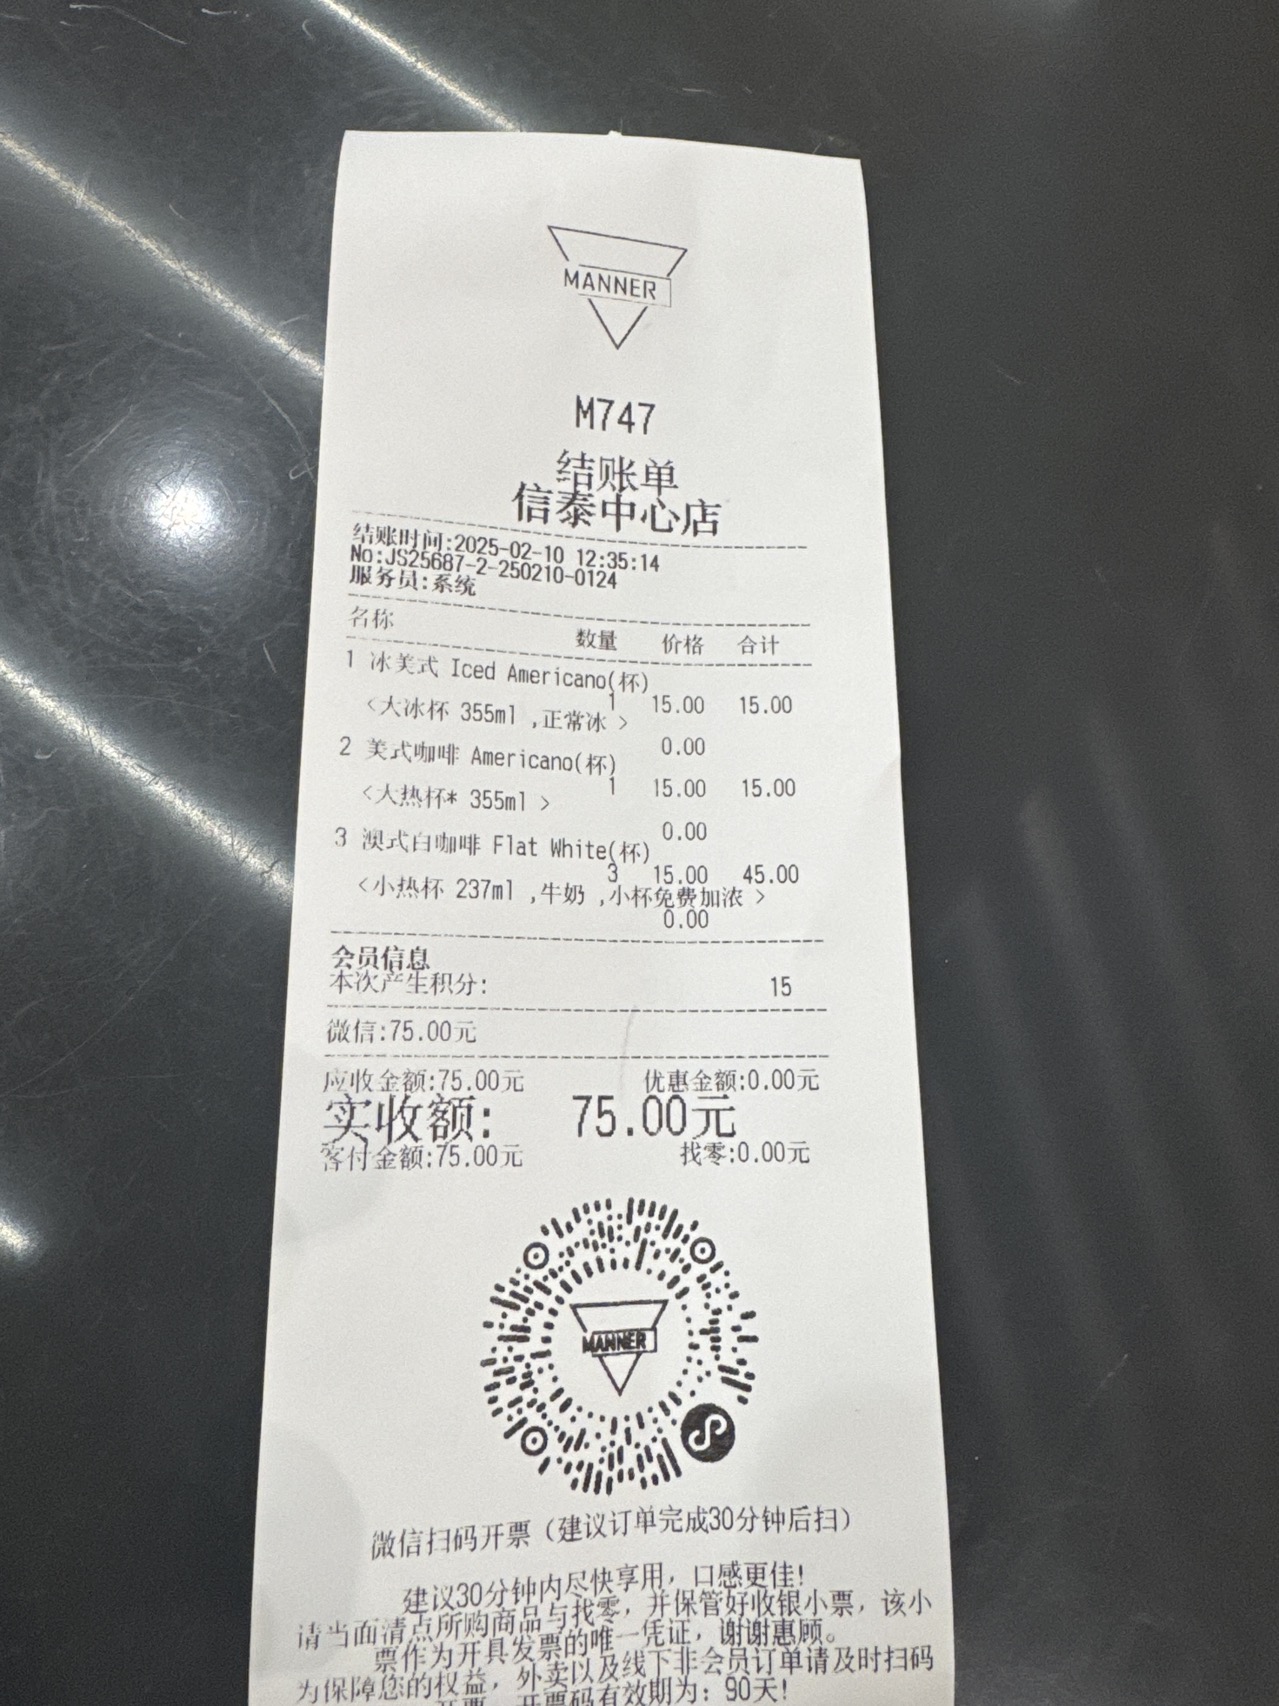 MANNER
M747
结账单
信泰中心店
结账时间:2025-02-10 12:35:14
No:JS25687-2-250210-0124
服务员:系统
名称 数量 价格 合计
1 冰美式 Iced Americano(杯)
1 15.00 15.00
<大冰杯 355ml ,正常冰 >
0.00
2 美式咖啡 Americano(杯)
1 15.00 15.00
<大热杯* 355ml >
0.00
3 澳式白咖啡 Flat White(杯)
3 15.00 45.00
<小热杯 237ml ,牛奶 ,小杯免费加浓 >
0.00
会员信息
本次产生积分: 15
微信:75.00元
应收金额:75.00元 优惠金额:0.00元
实收额: 75.00元
客付金额:75.00元 找零:0.00元
MANNER
微信扫码开票（建议订单完成30分钟后扫）
建议30分钟内尽快享用，口感更佳!
请当面清点所购商品与找零，并保管好收银小票，该小
票作为开具发票的唯一凭证，谢谢惠顾。
为保障您的权益，外卖以及线下非会员订单请及时扫码
开票，开票码有效期为：90天!